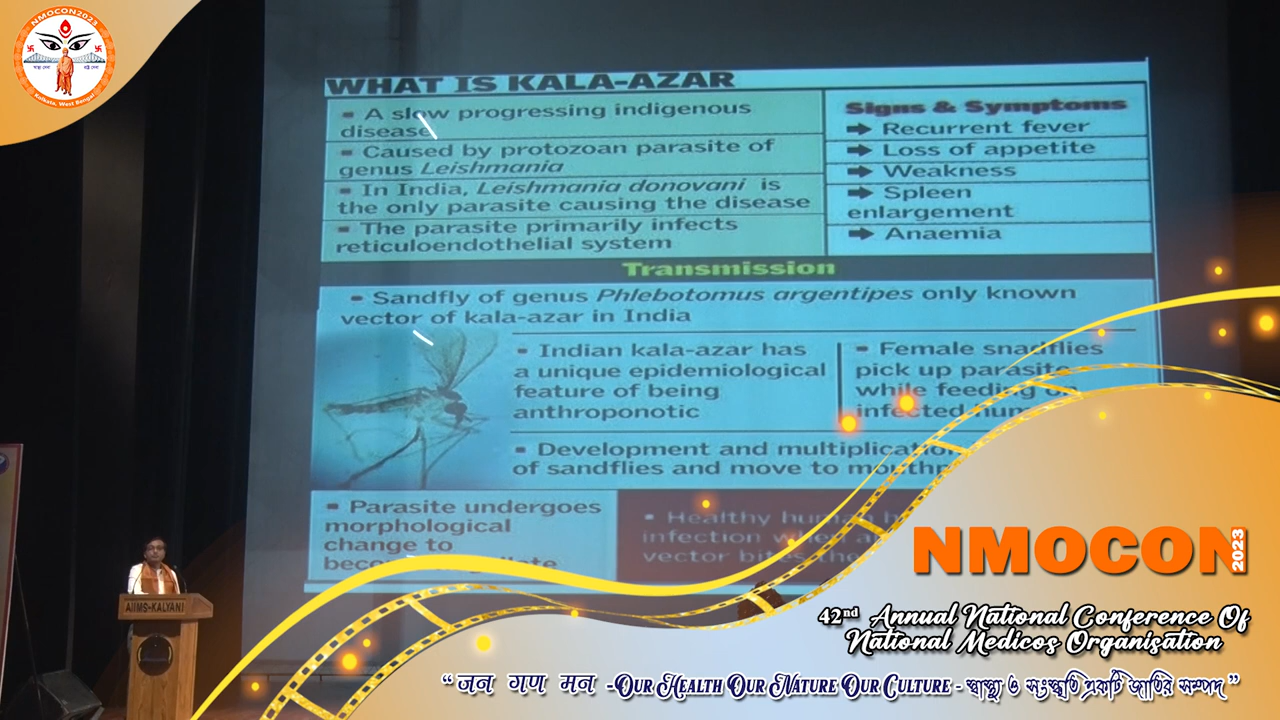 NMOCON2023
Kolkata, West Bengal
WHAT IS KALA-AZAR
▪ A slow progressing indigenous
disease
▪ Caused by protozoan parasite of
genus Leishmania
▪ In India, Leishmania donovani is
the only parasite causing the disease
▪ The parasite primarily infects
reticuloendothelial system
Signs & Symptoms
➡ Recurrent fever
➡ Loss of appetite
➡ Weakness
➡ Spleen
enlargement
➡ Anaemia
Transmission
▪ Sandfly of genus Phlebotomus argentipes only known
vector of kala-azar in India
▪ Indian kala-azar has
a unique epidemiological
feature of being
anthroponotic
▪ Female snadflies
pick up parasite
while feeding on
infected
▪ Development and multiplication
of sandflies and move to
▪ Parasite undergoes
morphological
change to
▪ Healthy human
infection when
vector bites
AIIMS-KALYANI
NMOCON 2023
42nd Annual National Conference Of
National Medicos Organisation
“जन गण मन -Our Health Our Nature Our Culture - স্বাস্থ্য ও সংস্কৃতি একটি জাতির সম্পদ”